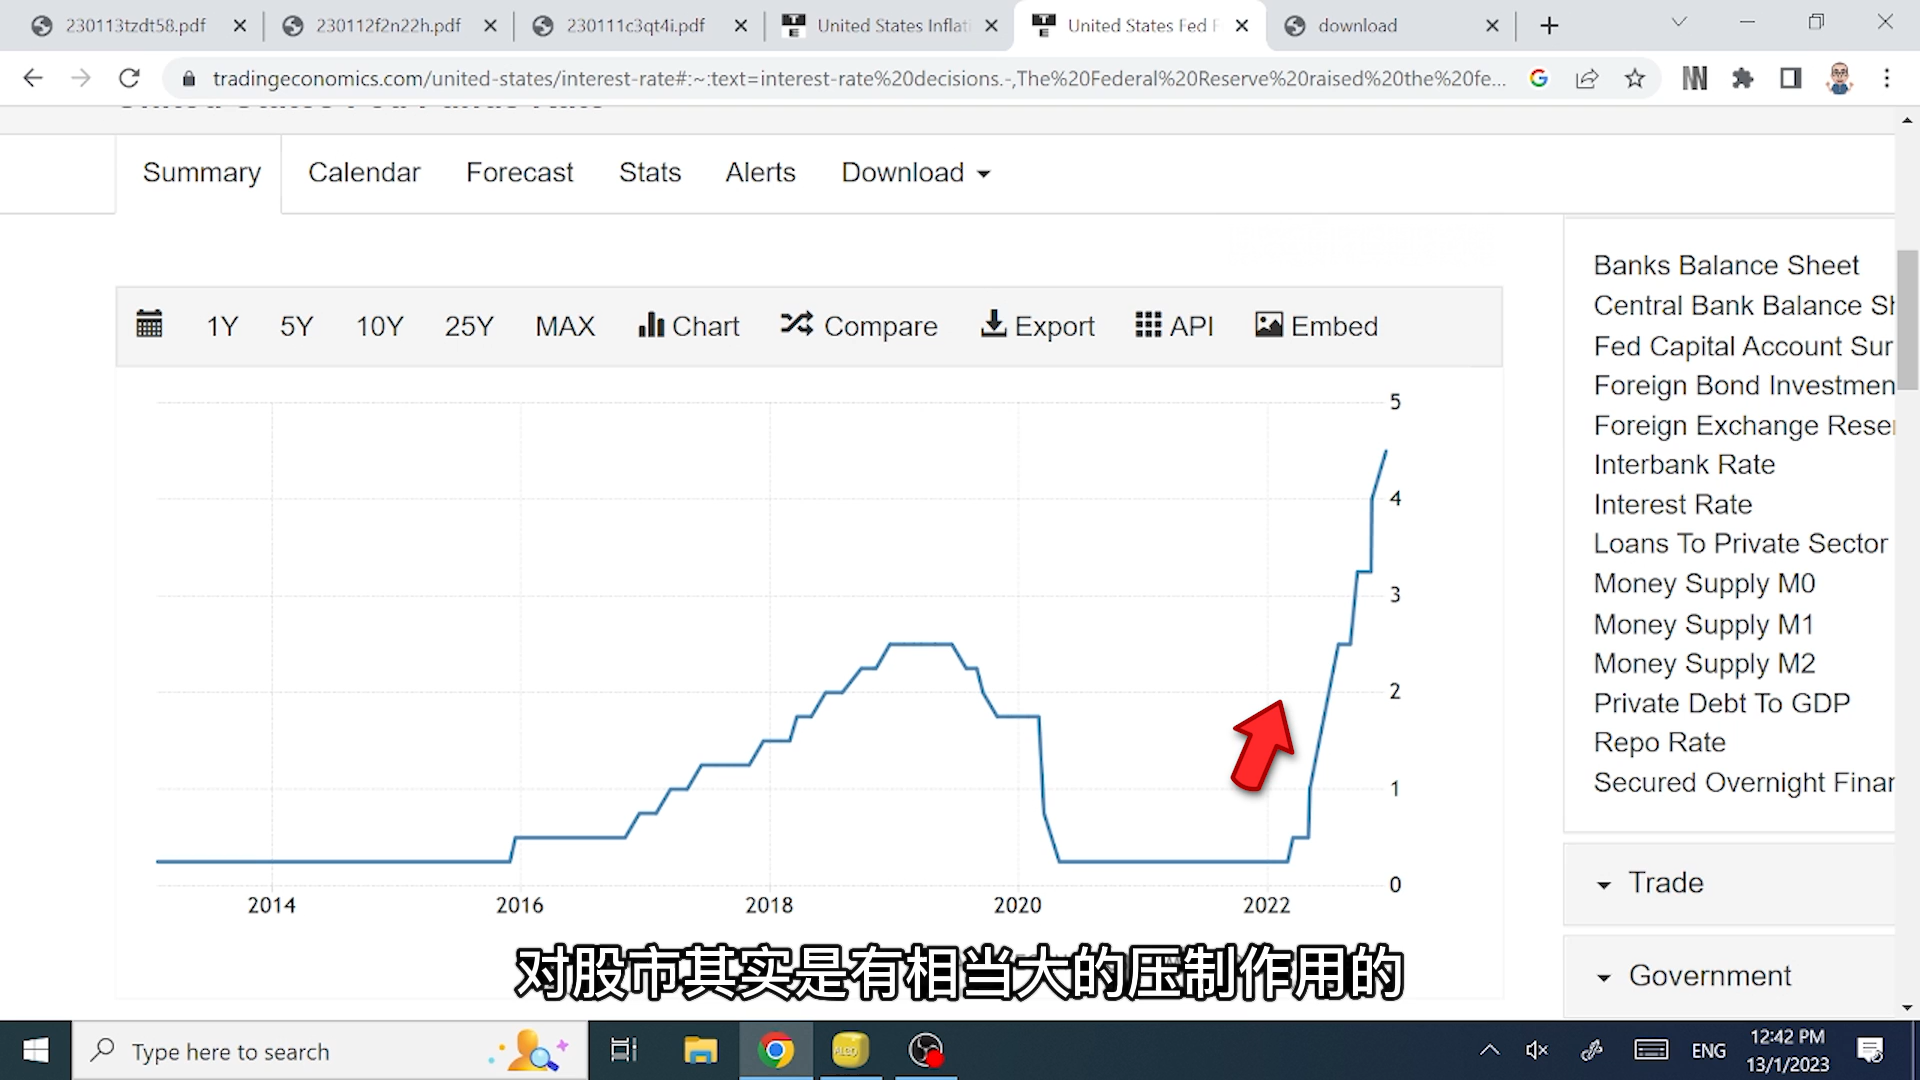 230113tzdt58.pdf
230112f2n22h.pdf
230111c3qt4i.pdf
United States Inflati
United States Fed F
download
tradingeconomics.com/united-states/interest-rate#:~:text=interest-rate%20decisions.-,The%20Federal%20Reserve%20raised%20the%20fe...
Summary
Calendar
Forecast
Stats
Alerts
Download
1Y
5Y
10Y
25Y
MAX
Chart
Compare
Export
API
Embed
5
4
3
2
1
0
2014
2016
2018
2020
2022
Banks Balance Sheet
Central Bank Balance Sh
Fed Capital Account Sur
Foreign Bond Investmen
Foreign Exchange Reser
Interbank Rate
Interest Rate
Loans To Private Sector
Money Supply M0
Money Supply M1
Money Supply M2
Private Debt To GDP
Repo Rate
Secured Overnight Finan
Trade
Government
对股市其实是有相当大的压制作用的
Type here to search
ENG
12:42 PM
13/1/2023